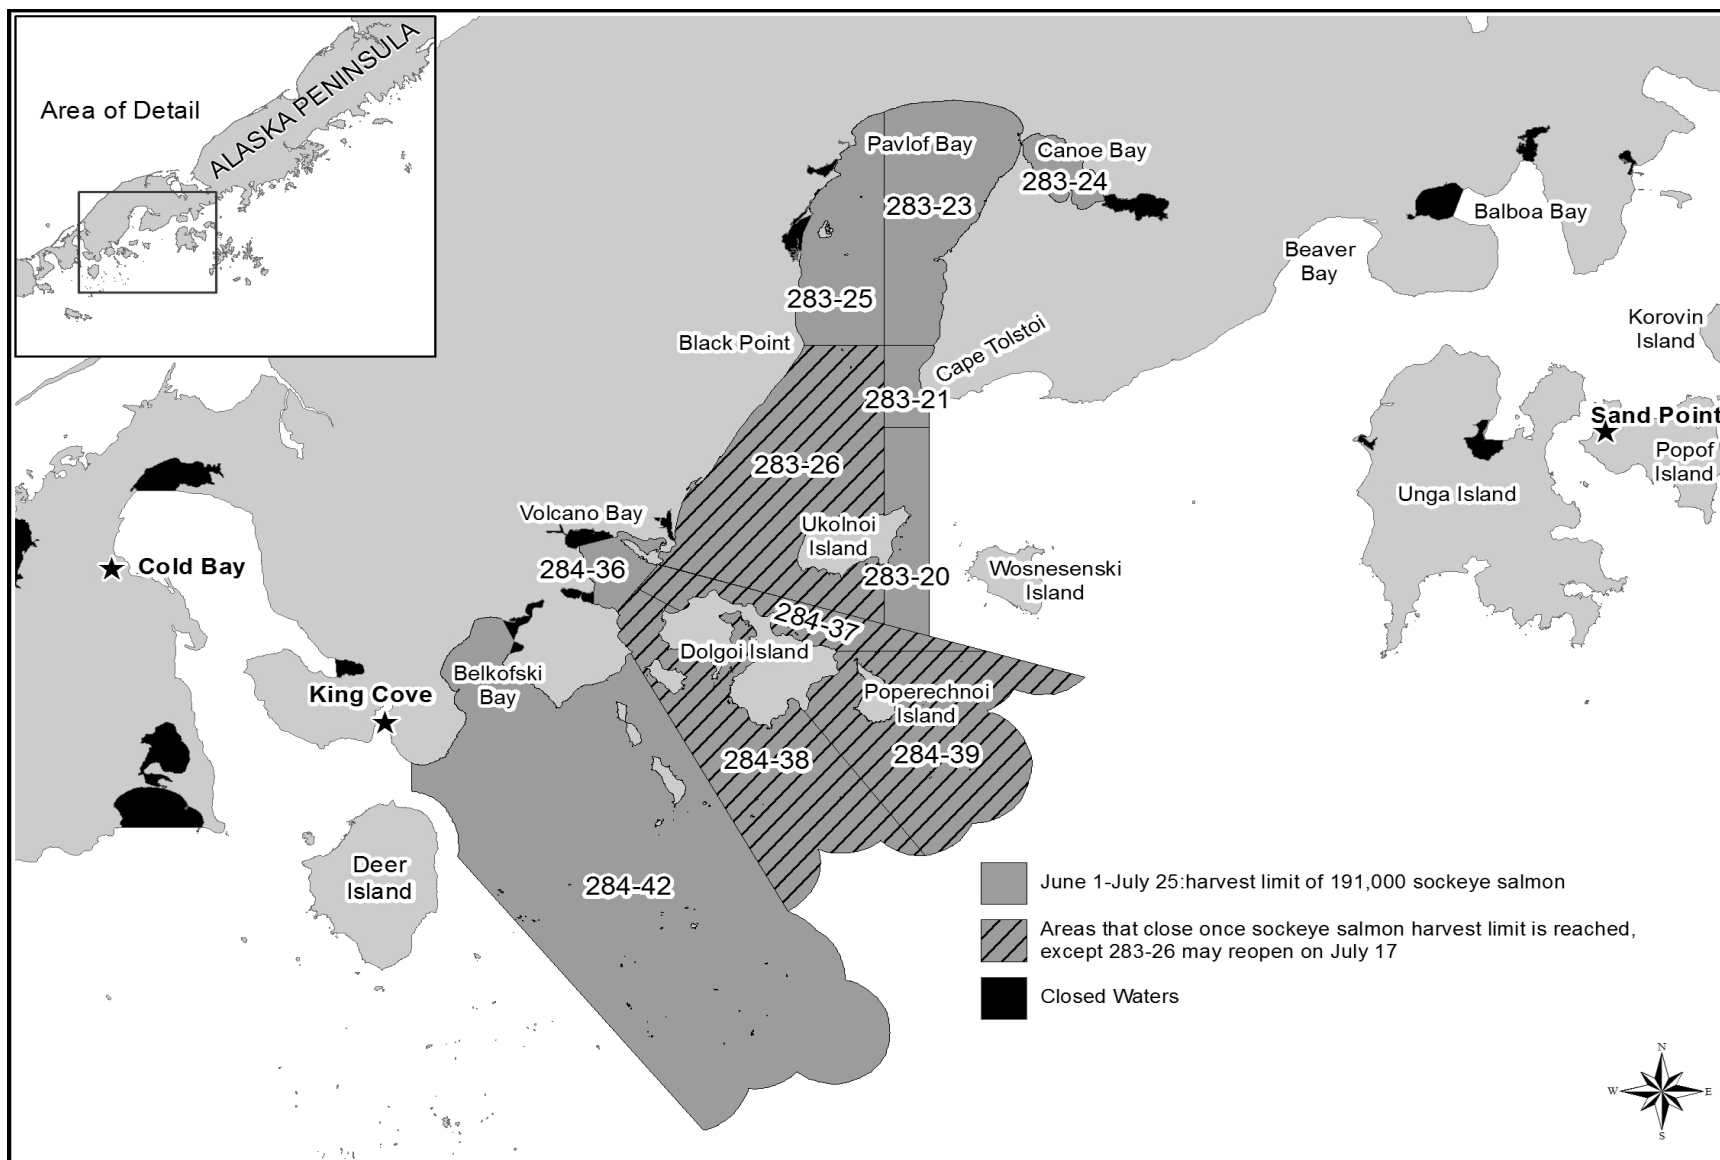 Area of Detail
ALASKA PENINSULA
Pavlof Bay
Canoe Bay
283-24
283-23
Balboa Bay
Beaver
Bay
283-25
Black Point
Korovin
Island
Cape Tolstoi
283-21
Sand Point
Popof
Island
283-26
Unga Island
Volcano Bay
Ukolnoi
Island
Cold Bay
284-36
283-20
Wosnesenski
Island
284-37
Dolgoi Island
Belkofski
Bay
King Cove
Poperechnoi
Island
284-38
284-39
Deer
Island
284-42
June 1-July 25:harvest limit of 191,000 sockeye salmon
Areas that close once sockeye salmon harvest limit is reached,
except 283-26 may reopen on July 17
Closed Waters
N
W
E
S